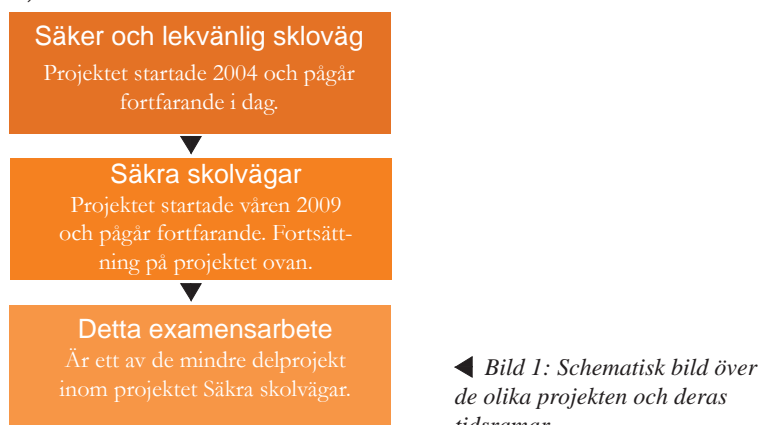 Säker och lekvänlig skloväg
Projektet startade 2004 och pågår
fortfarande i dag.
Säkra skolvägar
Projektet startade våren 2009
och pågår fortfarande. Fortsätt-
ning på projektet ovan.
Detta examensarbete
Är ett av de mindre delprojekt
inom projektet Säkra skolvägar.
Bild 1: Schematisk bild över
de olika projekten och deras
tidsramar